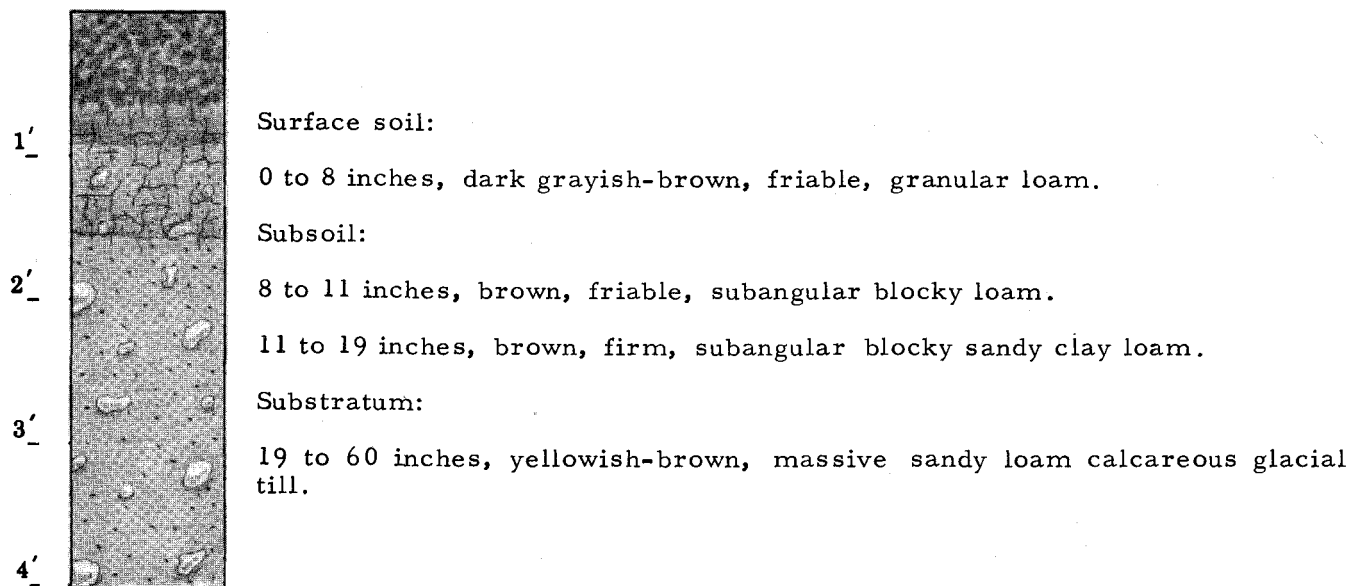 1'
2'
3'
4'
Surface soil:
0 to 8 inches, dark grayish-brown, friable, granular loam.
Subsoil:
8 to 11 inches, brown, friable, subangular blocky loam.
11 to 19 inches, brown, firm, subangular blocky sandy clay loam.
Substratum:
19 to 60 inches, yellowish-brown, massive sandy loam calcareous glacial
till.